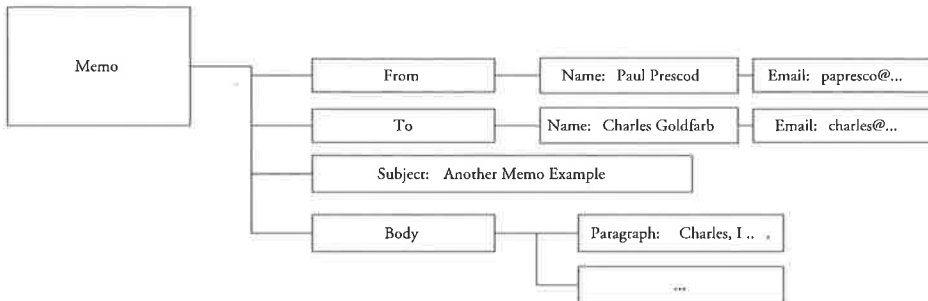 Memo
From
Name: Paul Prescod
Email: papresco@...
To
Name: Charles Goldfarb
Email: charles@...
Subject: Another Memo Example
Body
Paragraph: Charles, I ...
...